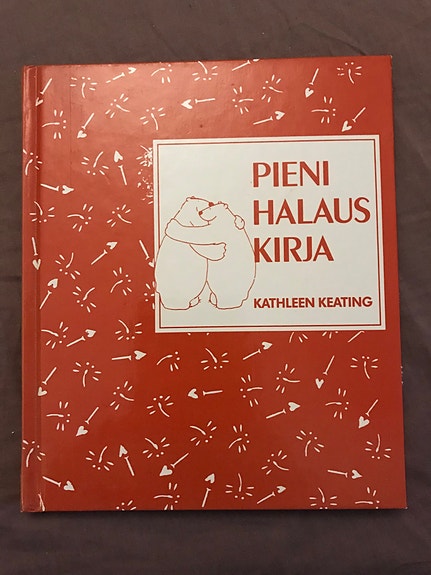 PIENI
HALAUS
KIRJA
KATHLEEN KEATING